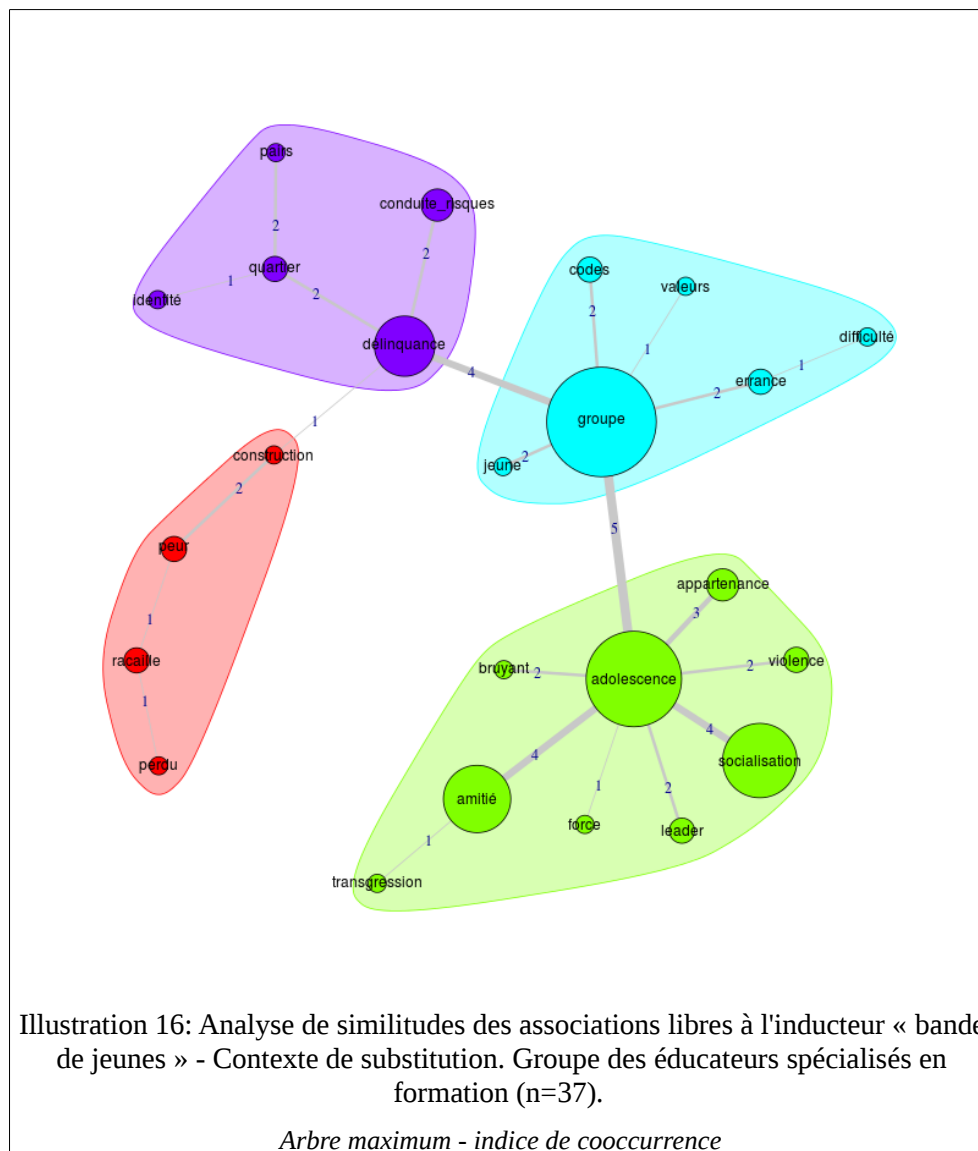 pairs
conduite_risques
2
2
quartier
1
identité
2
délinquance
codes
valeurs
2
difficulté
1
1
errance
4
2
groupe
jeune
2
1
construction
2
peur
5
1
racaille
1
perdu
appartenance
3
bruyant
2
violence
2
adolescence
4
socialisation
4
amitié
1
2
force
leader
1
transgression
Illustration 16: Analyse de similitudes des associations libres à l'inducteur « bande
de jeunes » - Contexte de substitution. Groupe des éducateurs spécialisés en
formation (n=37).
Arbre maximum - indice de cooccurrence